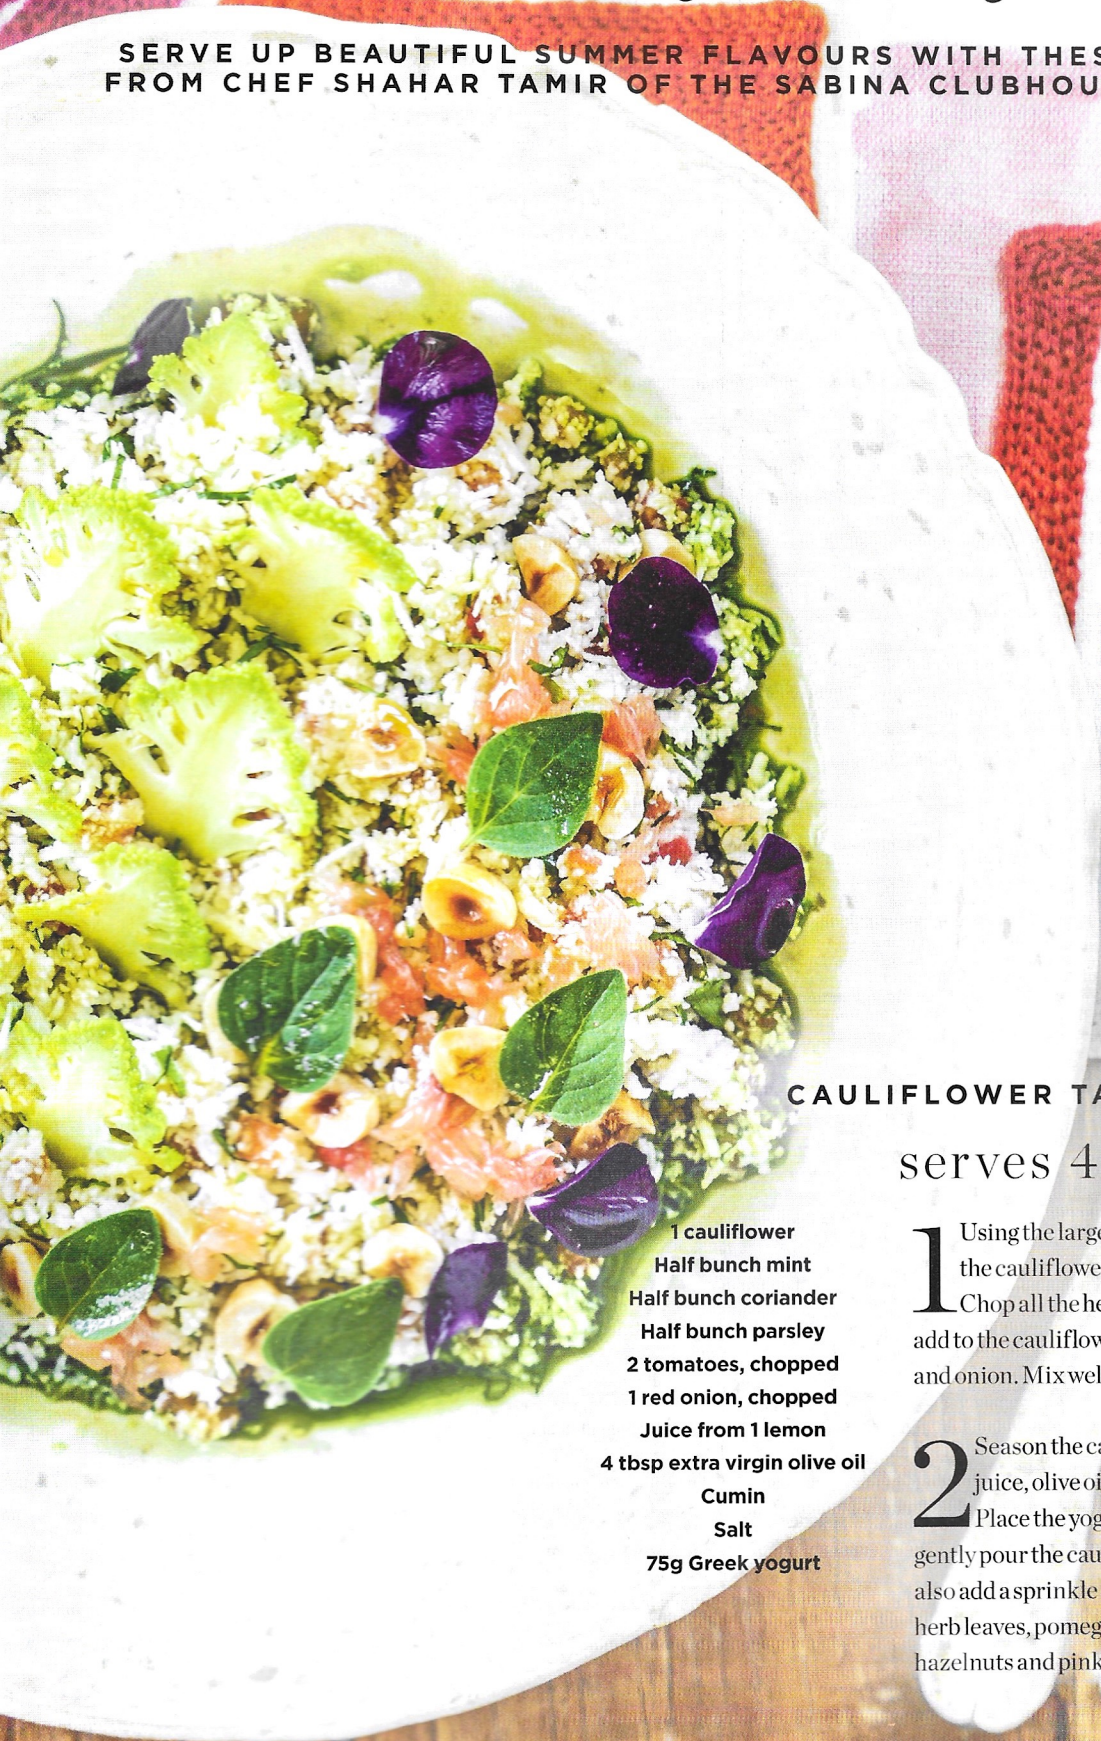 SERVE UP BEAUTIFUL SUMMER FLAVOURS WITH THES
FROM CHEF SHAHAR TAMIR OF THE SABINA CLUBHOU
CAULIFLOWER TA
serves 4
1 cauliflower
Half bunch mint
Half bunch coriander
Half bunch parsley
2 tomatoes, chopped
1 red onion, chopped
Juice from 1 lemon
4 tbsp extra virgin olive oil
Cumin
Salt
75g Greek yogurt
1 Using the large
the cauliflowe
Chop all the he
add to the cauliflow
and onion. Mix wel
2 Season the ca
juice, olive oi
Place the yog
gently pour the cau
also add a sprinkle
herb leaves, pomeg
hazelnuts and pink